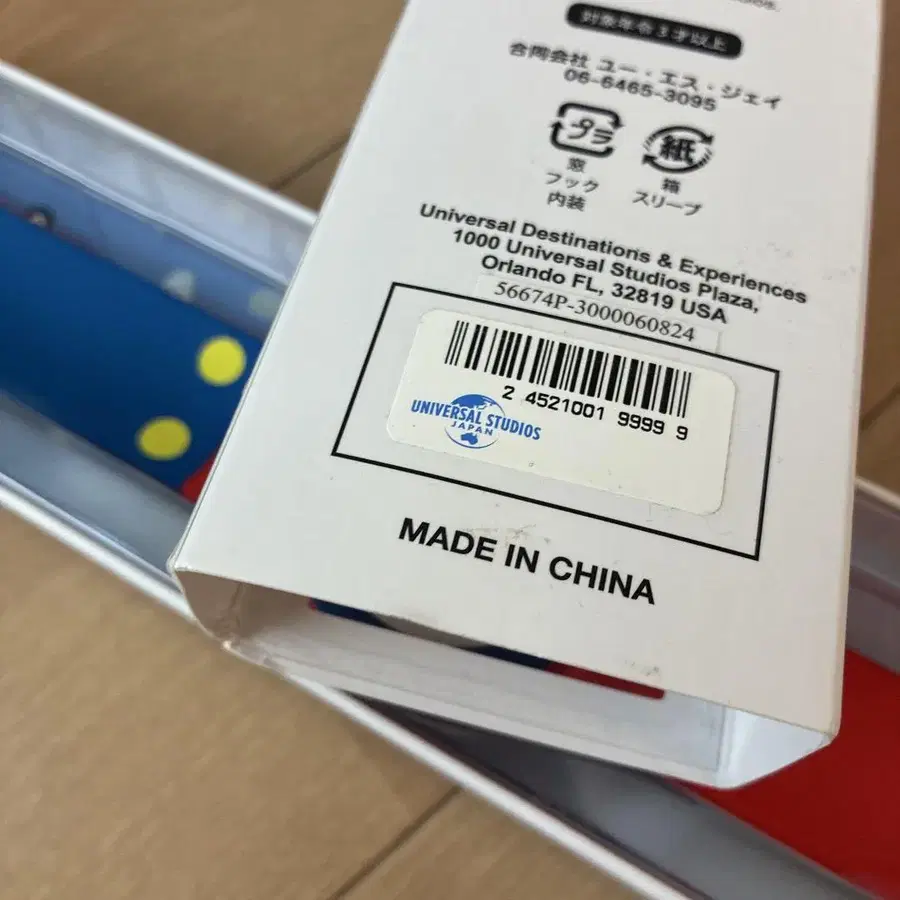 対象年令3才以上
合同会社 ユー・エス・ジェイ
06-6465-3095
プラ 紙
窓 箱
フック スリーブ
内装
Universal Destinations & Experiences
1000 Universal Studios Plaza,
Orlando FL, 32819 USA
56674P-3000060824
2 4521001 9999 9
UNIVERSAL STUDIOS
JAPAN
MADE IN CHINA